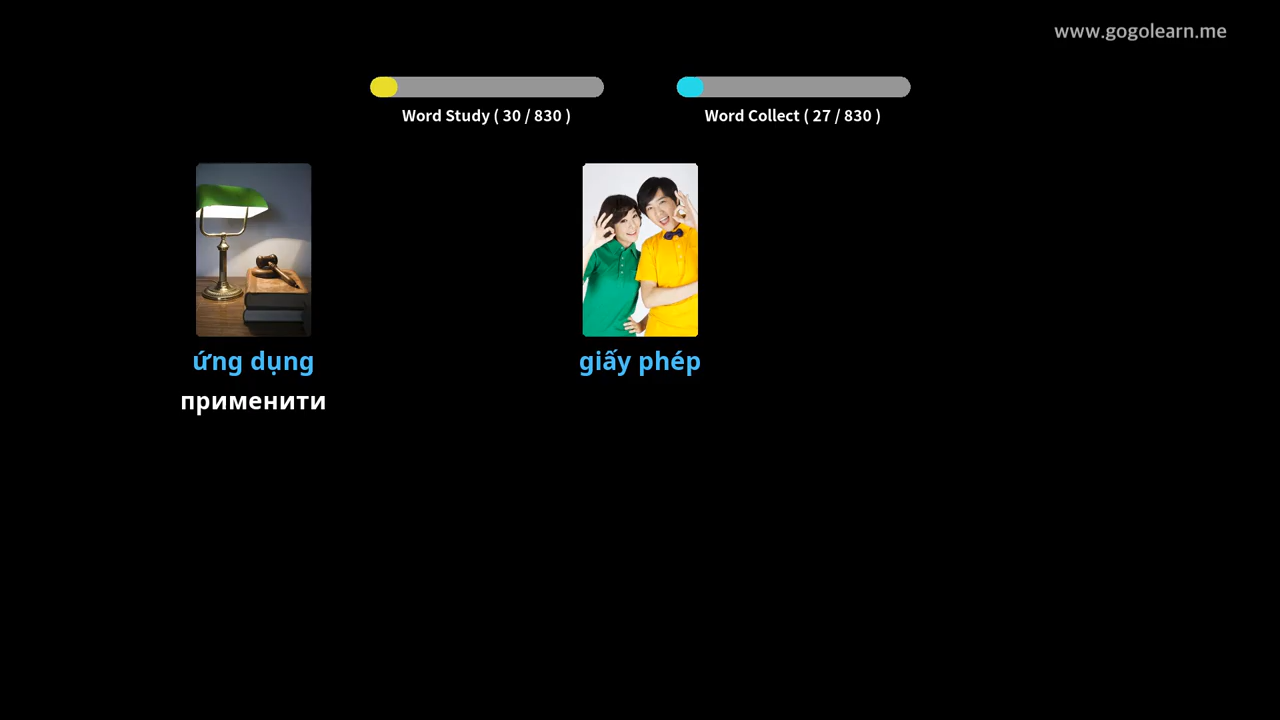 www.gogolearn.me
Word Study ( 30 / 830 )
Word Collect ( 27 / 830 )
ứng dụng
giấy phép
применити